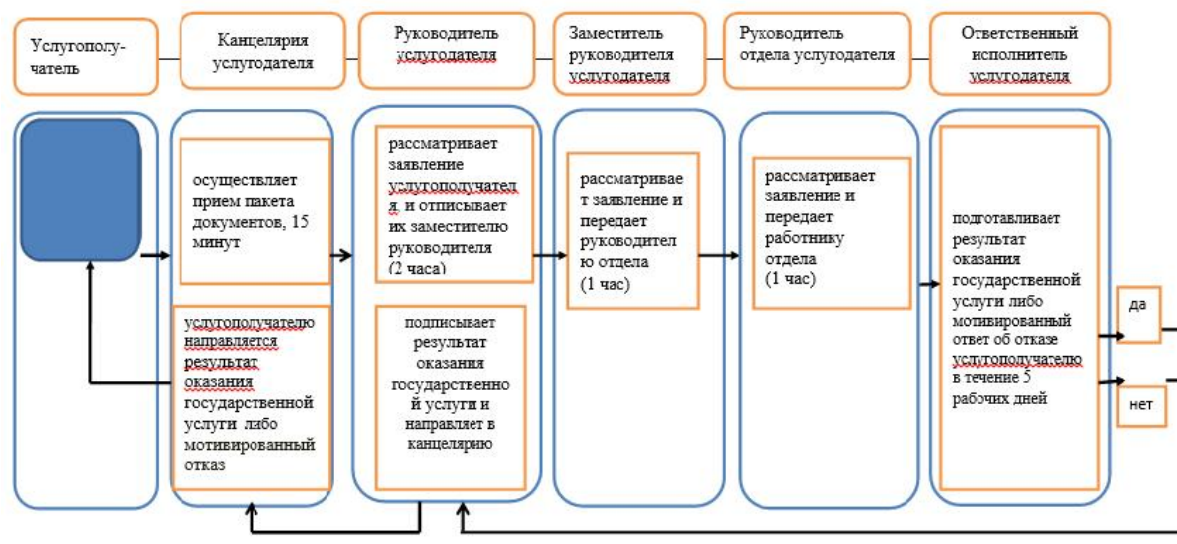 Услугополу-
чатель
Канцелярия
услугодателя
Руководитель
услугодателя
Заместитель
руководителя
услугодателя
Руководитель
отдела услугодателя
Ответственный
исполнитель
услугодателя
осуществляет
прием пакета
документов, 15
минут
рассматривает
заявление
услугополучател
я, и отписывает
их заместителю
руководителя
(2 часа)
рассматривае
т заявление и
передает
руководител
ю отдела
(1 час)
рассматривает
заявление и
передает
работнику
отдела
(1 час)
подготавливает
результат
оказания
государственной
услуги либо
мотивированный
ответ об отказе
услугополучателю
в течение 5
рабочих дней
да
нет
услугополучателю
направляется
результат
оказания
государственной
услуги либо
мотивированный
отказ
подписывает
результат
оказания
государственно
й услуги и
направляет в
канцелярию